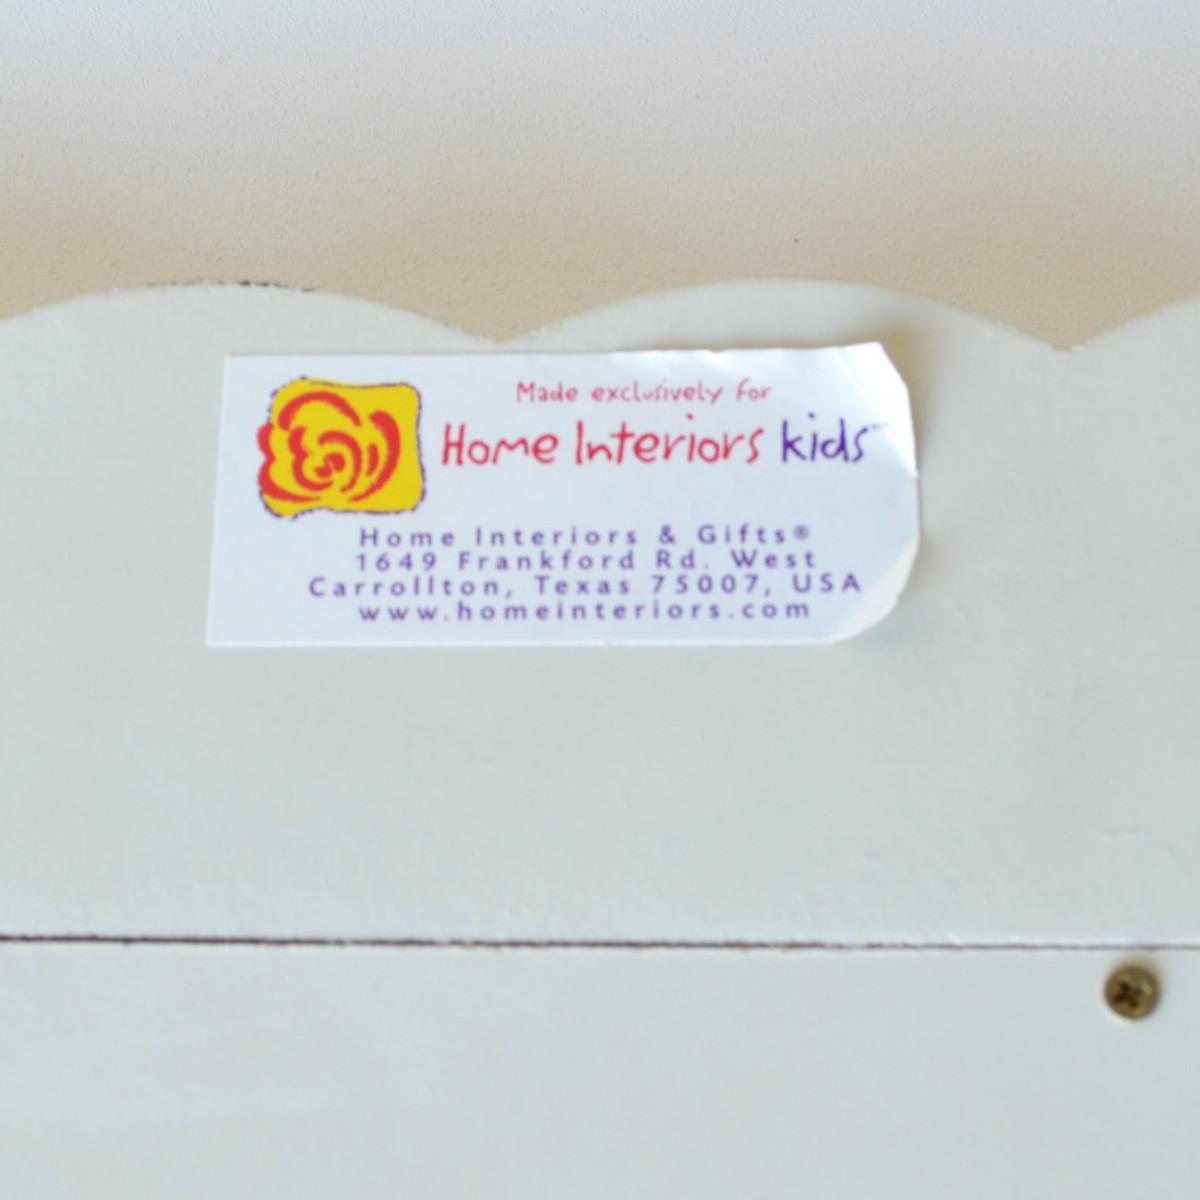 Made exclusively for
Home Interiors kids™
Home Interiors & Gifts®
1649 Frankford Rd. West
Carrollton, Texas 75007, USA
www.homeinteriors.com